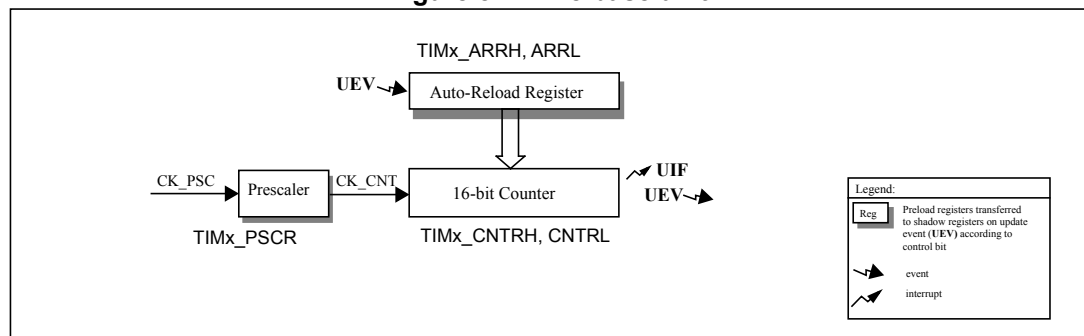 TIMx_ARRH, ARRL
UEV
Auto-Reload Register
CK_PSC
Prescaler
CK_CNT
16-bit Counter
UIF
UEV
TIMx_PSCR
TIMx_CNTRH, CNTRL
Legend:
Reg
Preload registers transferred
to shadow registers on update
event (UEV) according to
control bit
event
interrupt